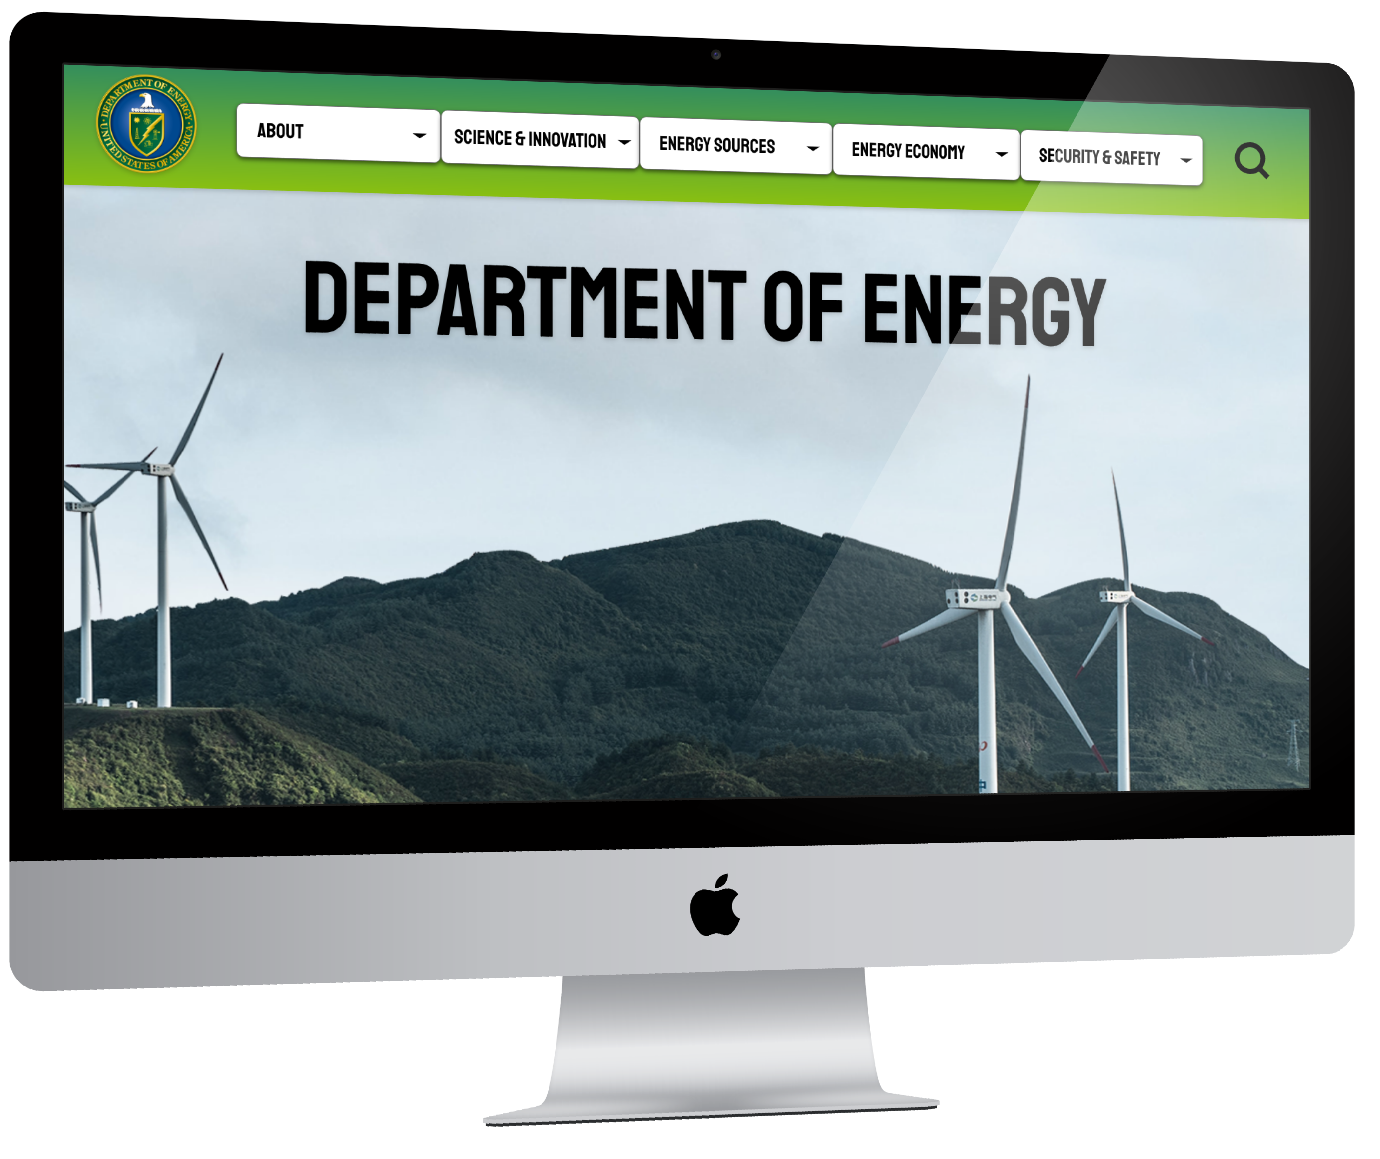 DEPARTMENT OF ENERGY
UNITED STATES OF AMERICA
ABOUT
SCIENCE & INNOVATION
ENERGY SOURCES
ENERGY ECONOMY
SECURITY & SAFETY
DEPARTMENT OF ENERGY